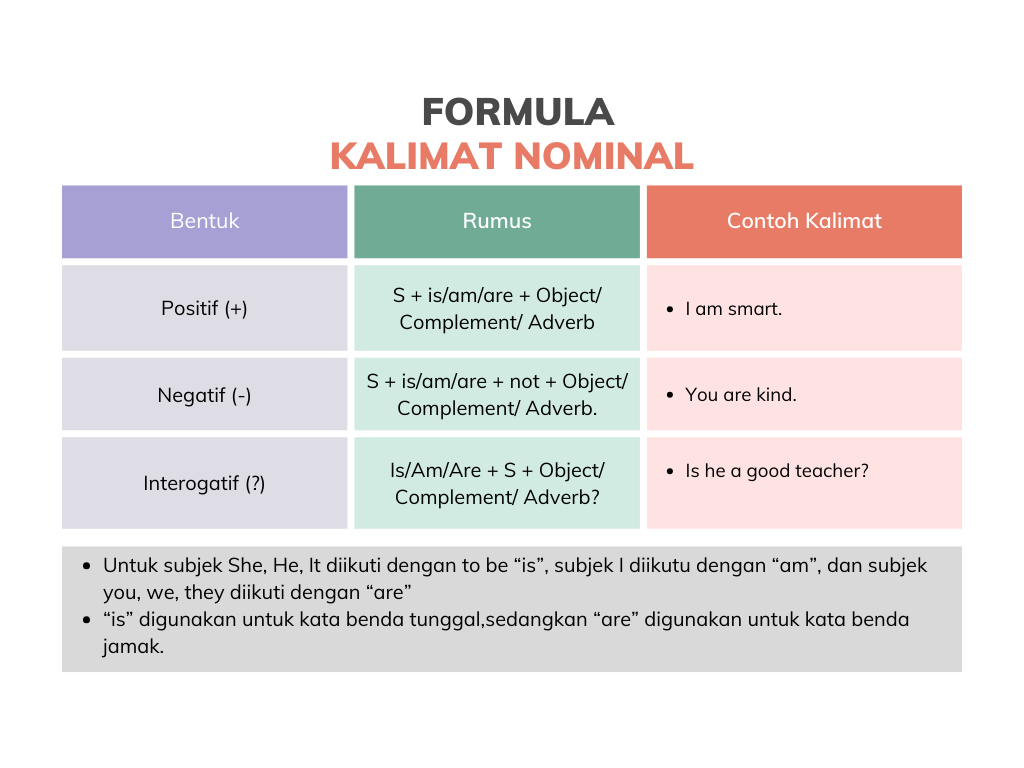 FORMULA
KALIMAT NOMINAL
Bentuk
Rumus
Contoh Kalimat
Positif (+)
S + is/am/are + Object/
Complement/ Adverb
• I am smart.
Negatif (-)
S + is/am/are + not + Object/
Complement/ Adverb.
• You are kind.
Interogatif (?)
Is/Am/Are + S + Object/
Complement/ Adverb?
• Is he a good teacher?
• Untuk subjek She, He, It diikuti dengan to be “is”, subjek I diikutu dengan “am”, dan subjek
you, we, they diikuti dengan “are”
• “is” digunakan untuk kata benda tunggal,sedangkan “are” digunakan untuk kata benda
jamak.